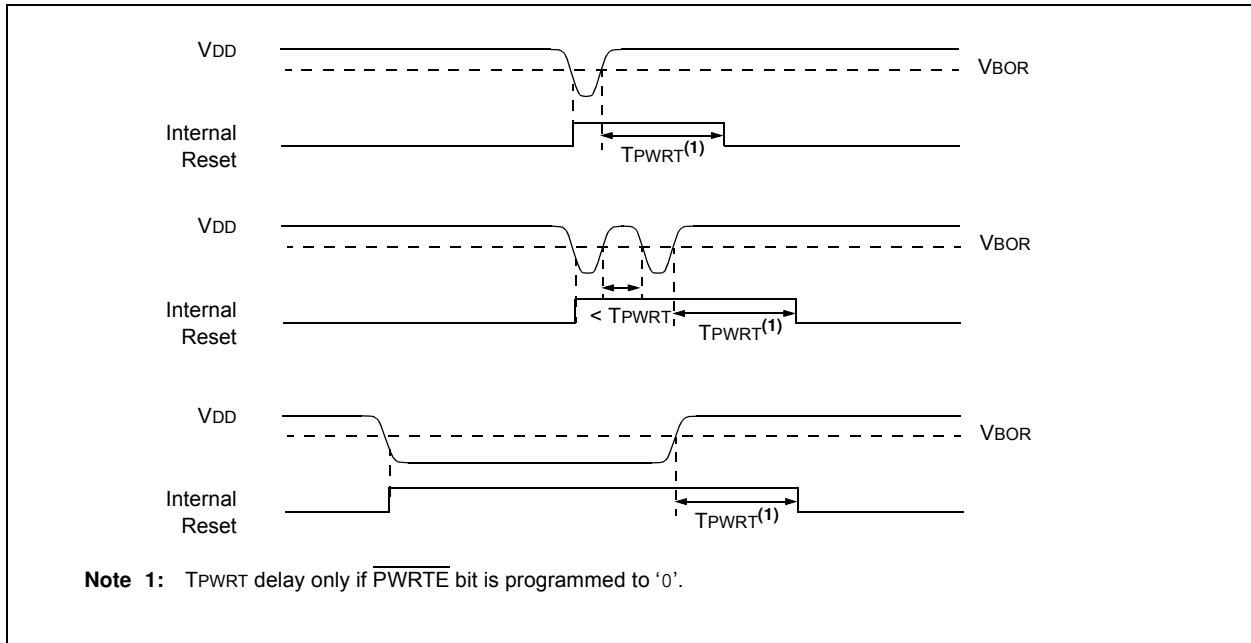 VDD
VBOR
Internal
Reset
TPWRT(1)
VDD
VBOR
Internal
Reset
< TPWRT
TPWRT(1)
VDD
VBOR
Internal
Reset
TPWRT(1)
Note 1: TPWRT delay only if PWRTE bit is programmed to ‘0’.